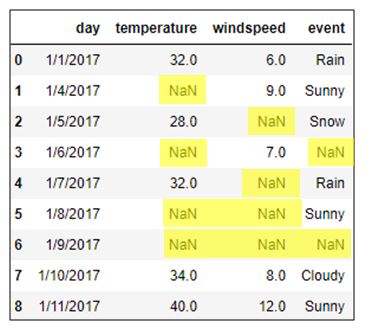 day temperature windspeed event
0 1/1/2017 32.0 6.0 Rain
1 1/4/2017 NaN 9.0 Sunny
2 1/5/2017 28.0 NaN Snow
3 1/6/2017 NaN 7.0 NaN
4 1/7/2017 32.0 NaN Rain
5 1/8/2017 NaN NaN Sunny
6 1/9/2017 NaN NaN NaN
7 1/10/2017 34.0 8.0 Cloudy
8 1/11/2017 40.0 12.0 Sunny